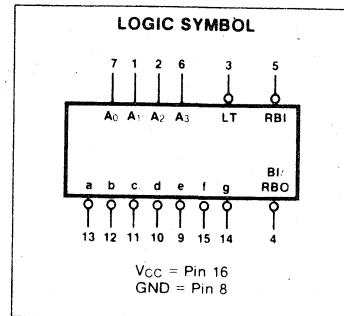 LOGIC SYMBOL
7 1 2 6 3 5
A0 A1 A2 A3 LT RBI
BI/
a b c d e f g RBO
13 12 11 10 9 15 14 4
VCC = Pin 16
GND = Pin 8